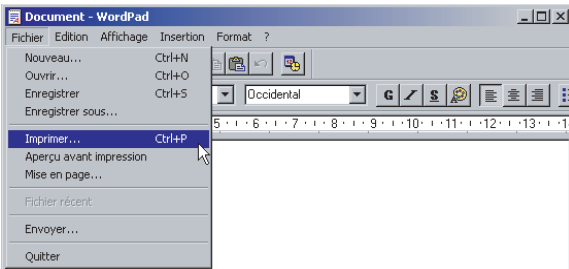 Document - WordPad
Fichier Edition Affichage Insertion Format ?
Nouveau... Ctrl+N
Ouvrir... Ctrl+O
Enregistrer Ctrl+S
Enregistrer sous...
Occidental G I S
5 6 7 8 9 10 11 12 13
Imprimer... Ctrl+P
Aperçu avant impression
Mise en page...
Fichier récent
Envoyer...
Quitter